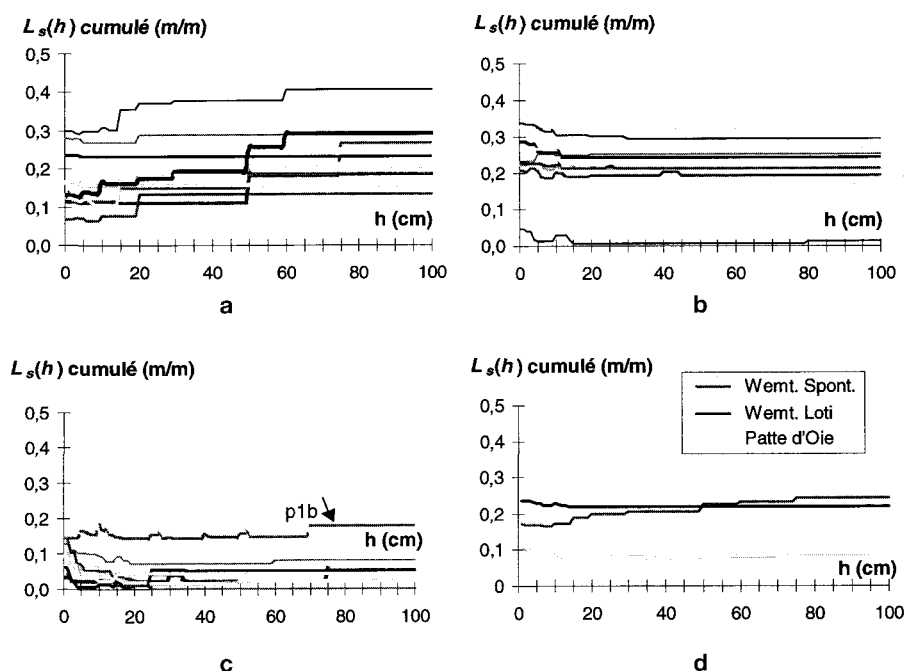 L s(h) cumulé (m/m)
0,5
0,4
0,3
0,2
0,1
0,0
h (cm)
0 20 40 60 80 100
a
L s(h) cumulé (m/m)
0,5
0,4
0,3
0,2
0,1
0,0
h (cm)
0 20 40 60 80 100
b
L s(h) cumulé (m/m)
0,5
0,4
0,3
0,2
0,1
0,0
p1b
h (cm)
0 20 40 60 80 100
c
L s(h) cumulé (m/m)
0,5
0,4
0,3
0,2
0,1
0
Wemt. Spont.
Wemt. Loti
Patte d'Oie
h (cm)
0 20 40 60 80 100
d